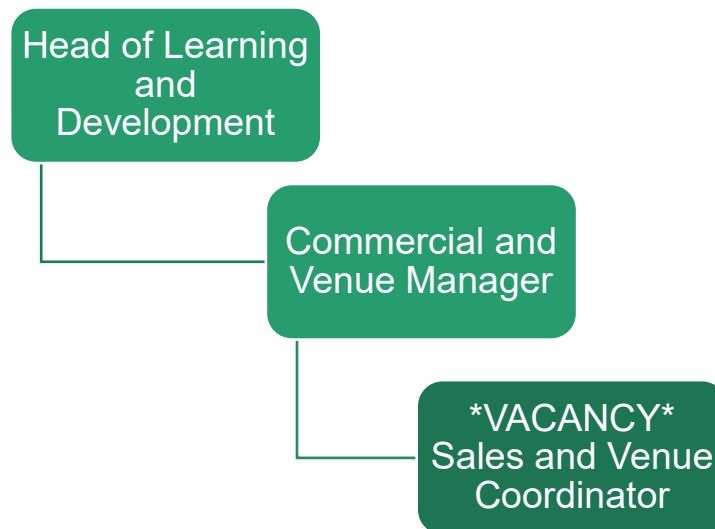 Head of Learning
and
Development
Commercial and
Venue Manager
*VACANCY*
Sales and Venue
Coordinator